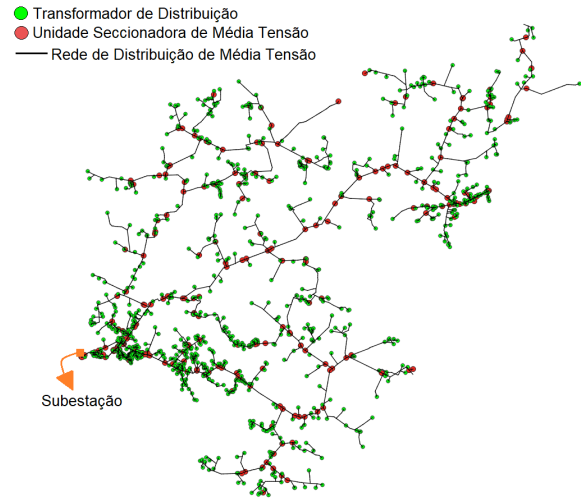 Transformador de Distribuição
Unidade Seccionadora de Média Tensão
Rede de Distribuição de Média Tensão
Subestação